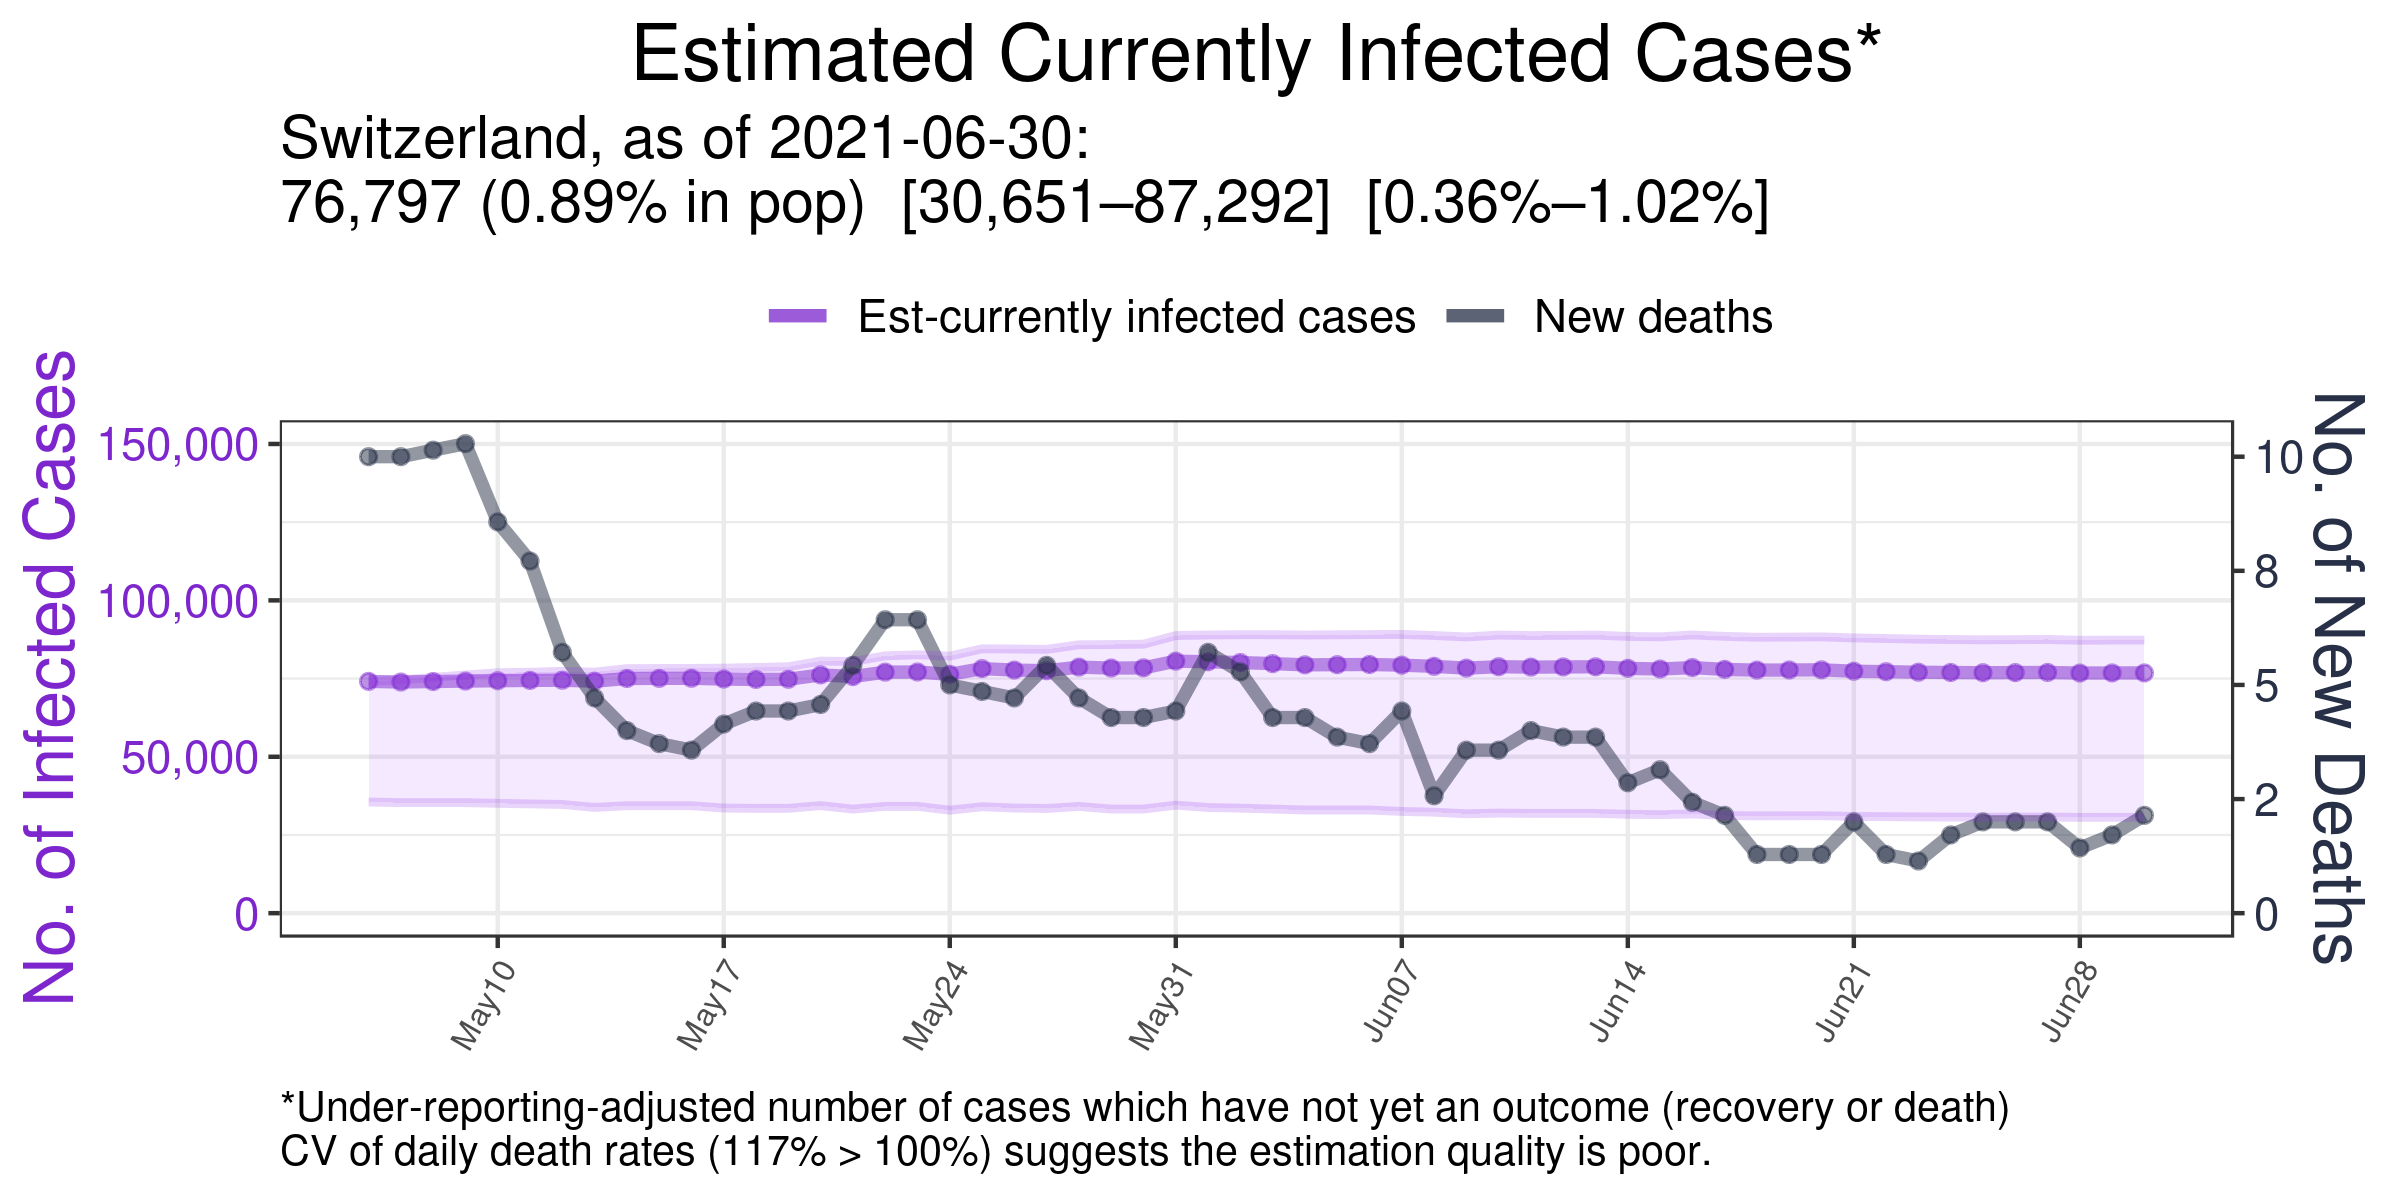 Estimated Currently Infected Cases*
Switzerland, as of 2021-06-30:
76,797 (0.89% in pop)  [30,651–87,292]  [0.36%–1.02%]
Est-currently infected cases
New deaths
No. of Infected Cases
150,000
100,000
50,000
0
10
8
5
2
0
No. of New Deaths
May10
May17
May24
May31
Jun07
Jun14
Jun21
Jun28
*Under-reporting-adjusted number of cases which have not yet an outcome (recovery or death)
CV of daily death rates (117% > 100%) suggests the estimation quality is poor.